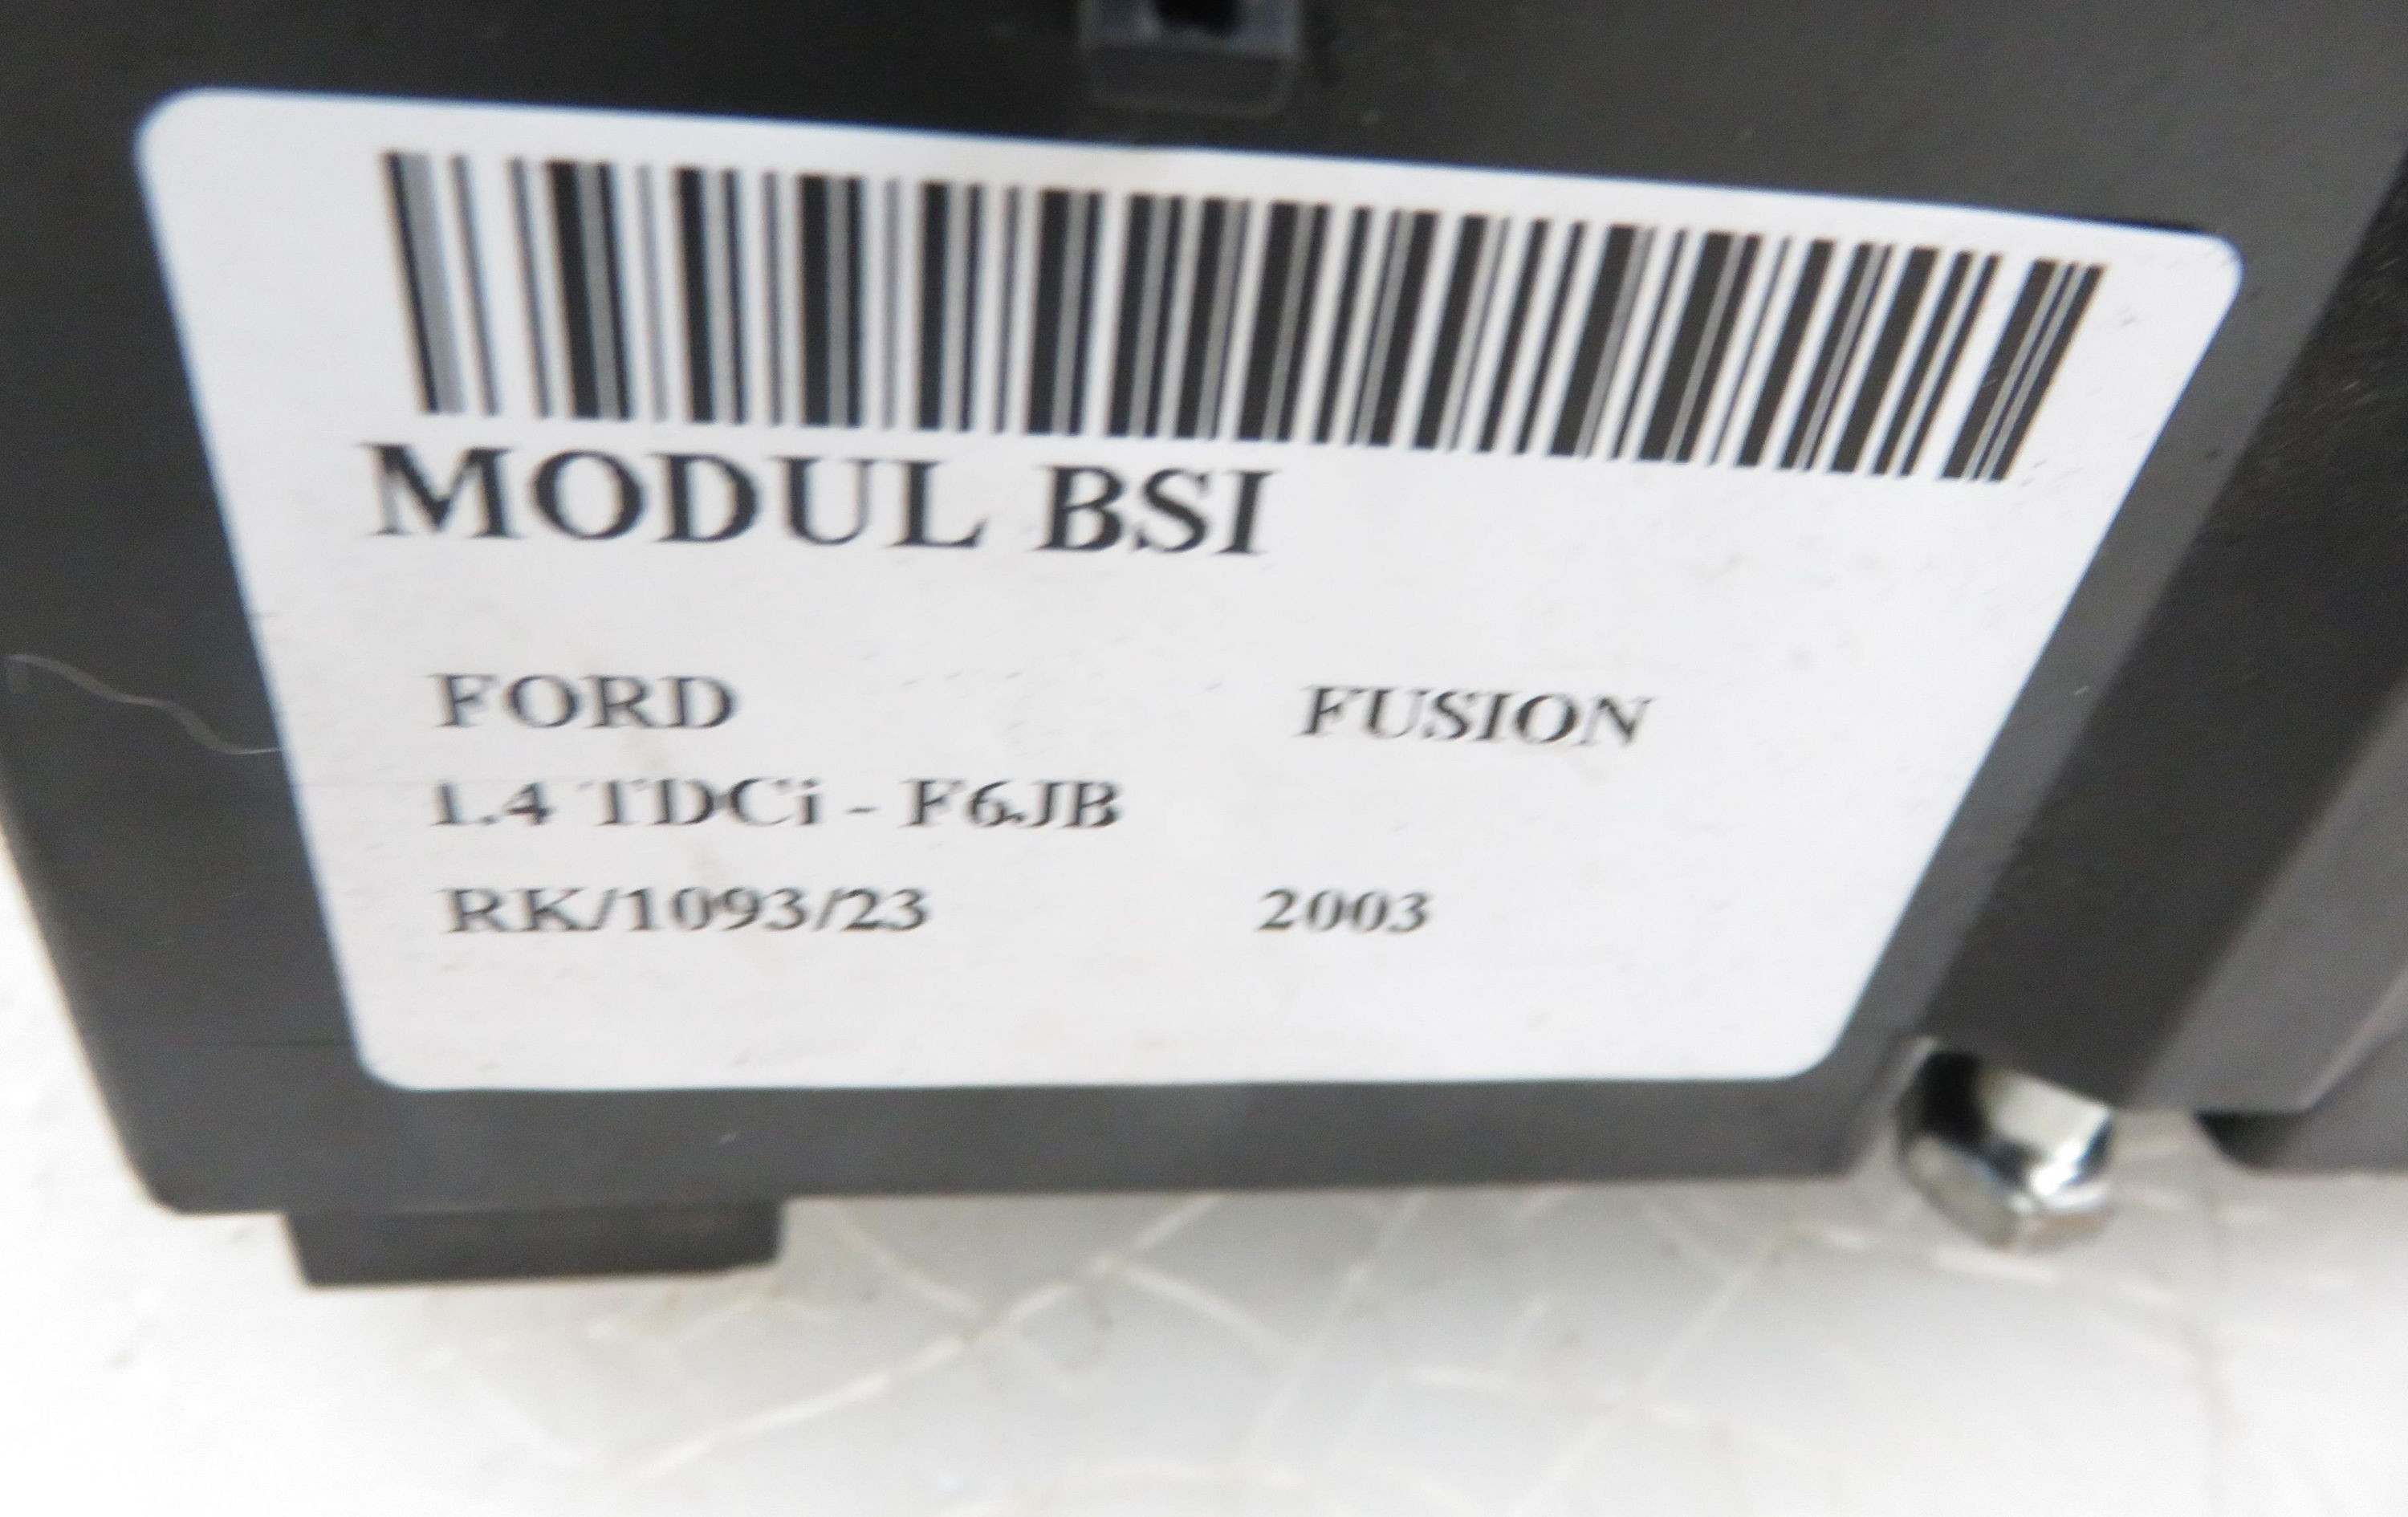 MODUL BSI
FORD FUSION
1.4 TDCi - F6JB
RK/1093/23 2003